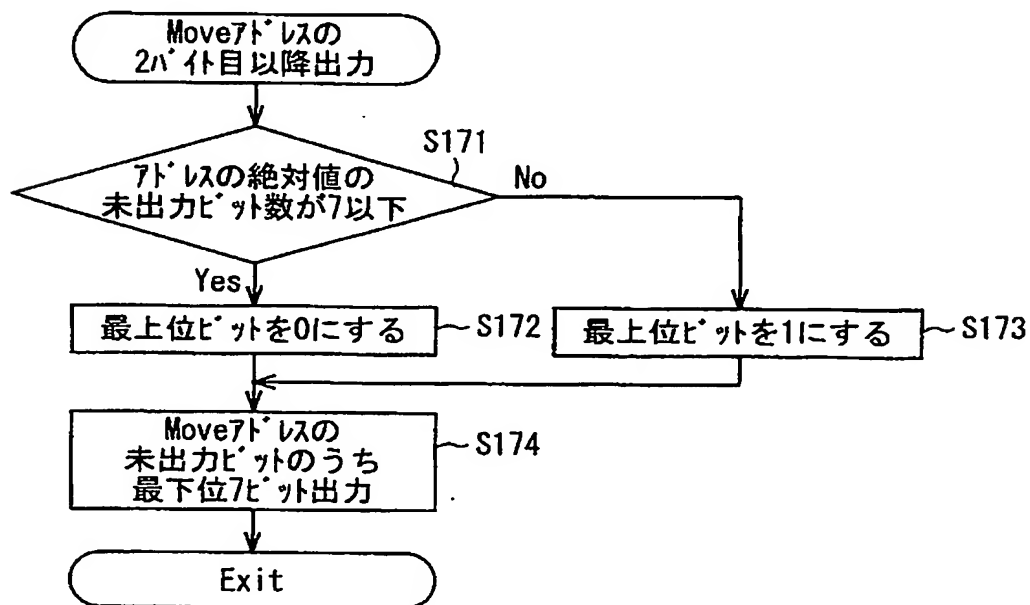 Moveｱﾄﾞﾚｽの
2ﾊﾞｲﾄ目以降出力
S171
ｱﾄﾞﾚｽの絶対値の
未出力ﾋﾞｯﾄ数が7以下
No
Yes
最上位ﾋﾞｯﾄを0にする
S172
最上位ﾋﾞｯﾄを1にする
S173
Moveｱﾄﾞﾚｽの
未出力ﾋﾞｯﾄのうち
最下位7ﾋﾞｯﾄ出力
S174
Exit